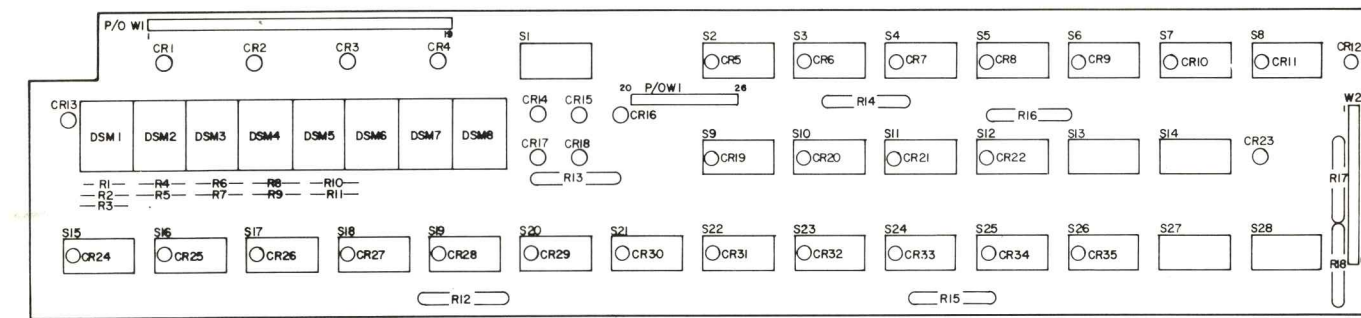 P/O W1
1 19
CR1 CR2 CR3 CR4
S1 S2 S3 S4 S5 S6 S7 S8
CR5 CR6 CR7 CR8 CR9 CR10 CR11 CR12
20 P/O W1 26
CR13 CR14 CR15 CR16
R14 R16 W2
1
DSM1 DSM2 DSM3 DSM4 DSM5 DSM6 DSM7 DSM8
S9 S10 S11 S12 S13 S14
CR17 CR18 CR19 CR20 CR21 CR22 CR23
R1 R4 R6 R8 R10 R13 R17
R2 R5 R7 R9 R11
R3
S15 S16 S17 S18 S19 S20 S21 S22 S23 S24 S25 S26 S27 S28
CR24 CR25 CR26 CR27 CR28 CR29 CR30 CR31 CR32 CR33 CR34 CR35 R18
R12 R15